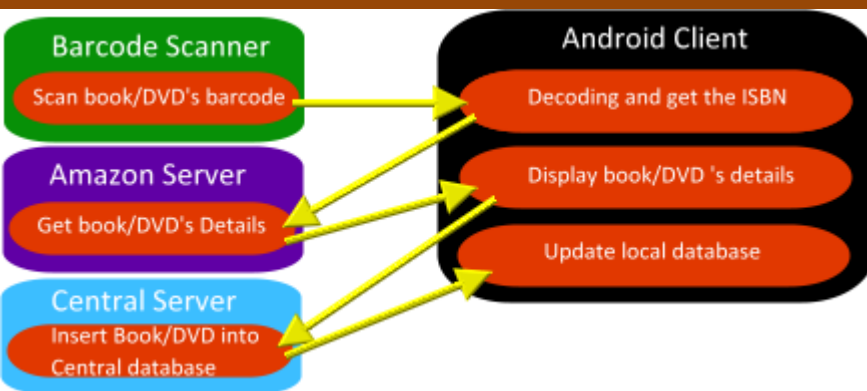 Barcode Scanner
Scan book/DVD's barcode
Amazon Server
Get book/DVD's Details
Central Server
Insert Book/DVD into
Central database
Android Client
Decoding and get the ISBN
Display book/DVD 's details
Update local database